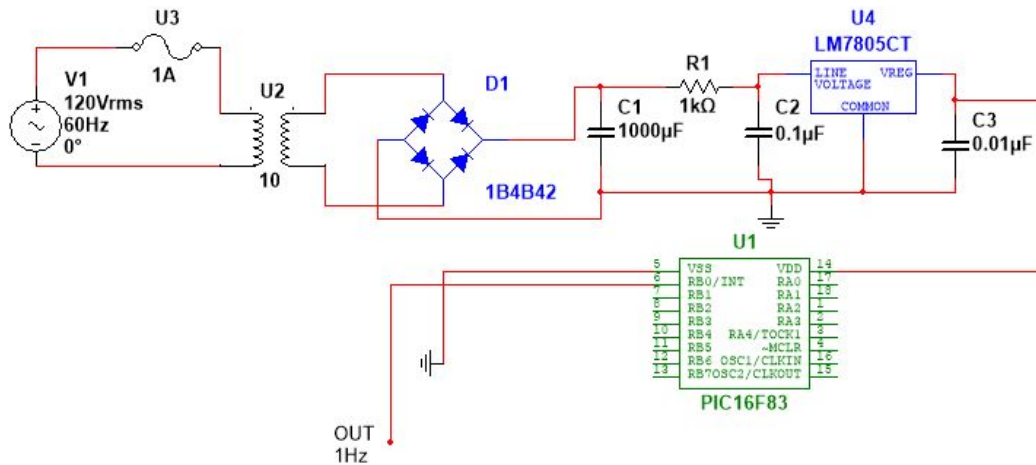 U3
1A
V1
120Vrms
60Hz
0°
U2
10
D1
1B4B42
C1
1000µF
R1
1kΩ
C2
0.1µF
U4
LM7805CT
LINE VREG
VOLTAGE
COMMON
C3
0.01µF
U1
5 VSS VDD 14
6 RB0/INT RA0 17
7 RB1 RA1 18
8 RB2 RA2 1
9 RB3 RA3 2
10 RB4 RA4/TOCK1 3
11 RB5 ~MCLR 4
12 RB6 OSC1/CLKIN 16
13 RB7OSC2/CLKOUT 15
PIC16F83
OUT
1Hz